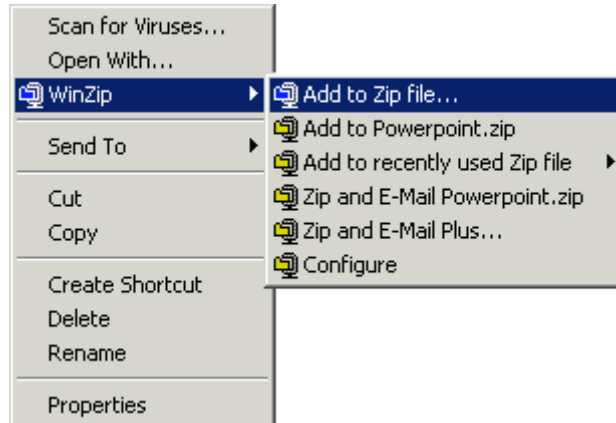 Scan for Viruses...
Open With...
WinZip
Send To
Cut
Copy
Create Shortcut
Delete
Rename
Properties
Add to Zip file...
Add to Powerpoint.zip
Add to recently used Zip file
Zip and E-Mail Powerpoint.zip
Zip and E-Mail Plus...
Configure